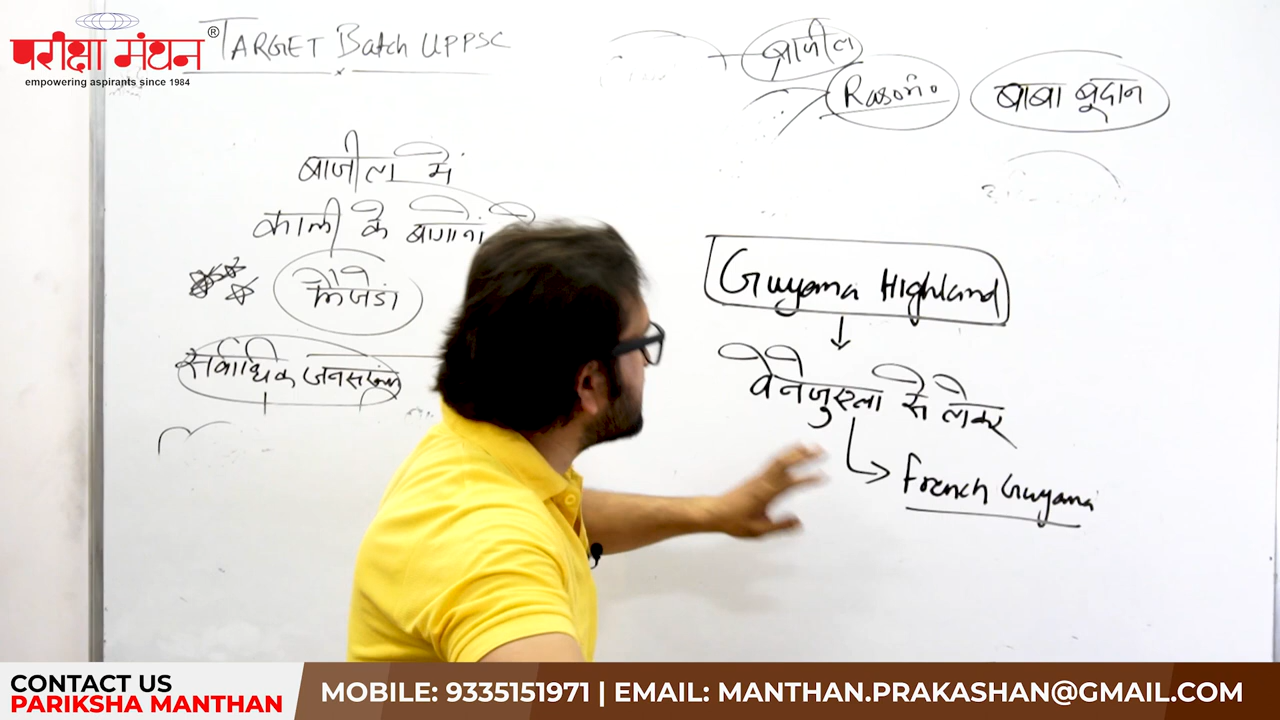 परीक्षा मंथन ®
empowering aspirants since 1984
TARGET Batch UPPSC
ब्राजील
बाबा बूदान
ब्राजील में
काफी के बागानों
फैजेंडा
सर्वाधिक जनसंख्या
Guyana Highland
वेनेजुएला से लेकर
French Guyana
CONTACT US
PARIKSHA MANTHAN
MOBILE: 9335151971 | EMAIL: MANTHAN.PRAKASHAN@GMAIL.COM